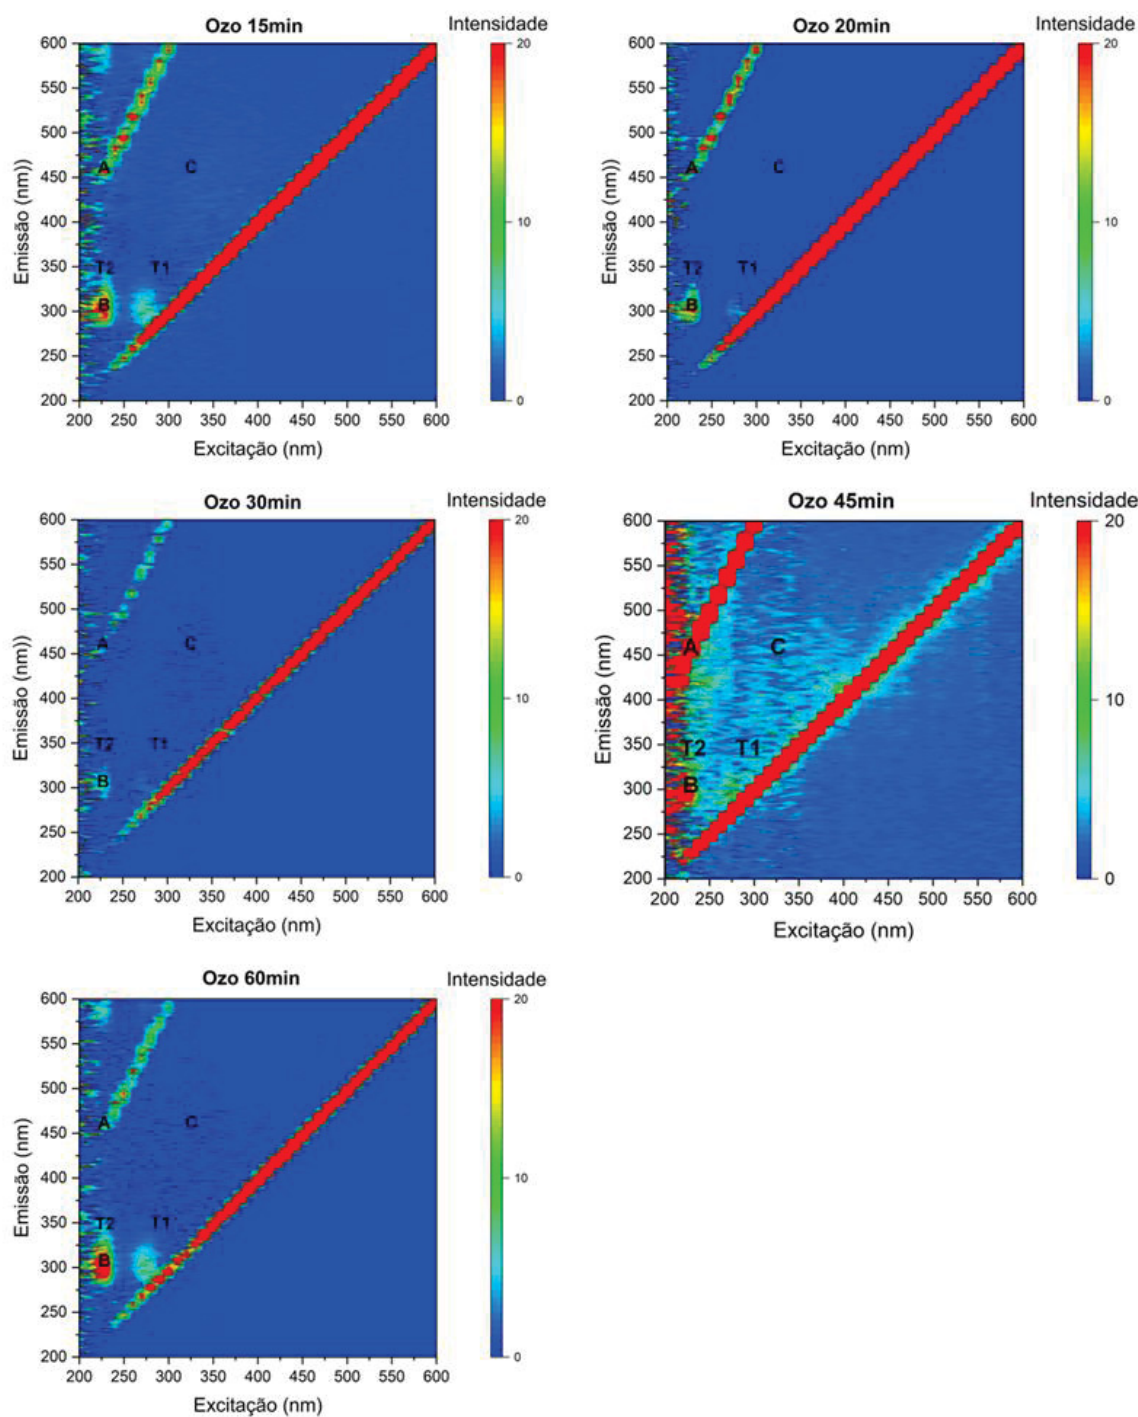 Ozo 15min
Intensidade
600
550
500
450
400
350
300
250
200
Emissão (nm))
A
C
T2
T1
B
200 250 300 350 400 450 500 550 600
Excitação (nm)
20
10
0
Ozo 20min
Intensidade
600
550
500
450
400
350
300
250
200
Emissão (nm))
A
C
T2
T1
B
200 250 300 350 400 450 500 550 600
Excitação (nm)
20
10
0
Ozo 30min
Intensidade
600
550
500
450
400
350
300
250
200
Emissão (nm))
A
C
T2
T1
B
200 250 300 350 400 450 500 550 600
Excitação (nm)
20
10
0
Ozo 45min
Intensidade
600
550
500
450
400
350
300
250
200
Emissão (nm)
A
C
T2
T1
B
200 250 300 350 400 450 500 550 600
Excitação (nm)
20
10
0
Ozo 60min
Intensidade
600
550
500
450
400
350
300
250
200
Emissão (nm)
A
C
T2
T1
B
200 250 300 350 400 450 500 550 600
Excitação (nm)
20
10
0